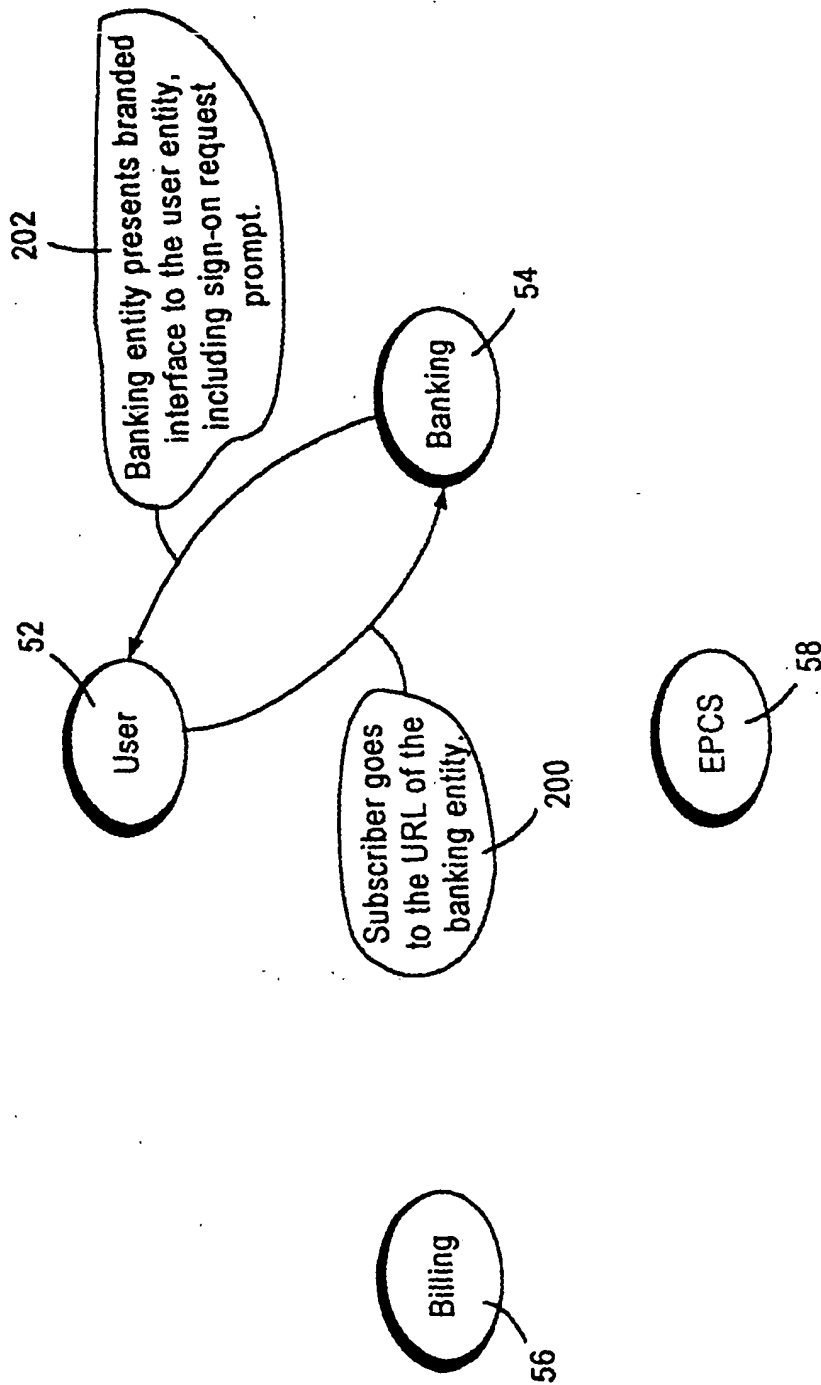 202
Banking entity presents branded
interface to the user entity,
including sign-on request
prompt.
52
User
Banking
54
Subscriber goes
to the URL of the
banking entity.
200
Billing
56
EPCS
58